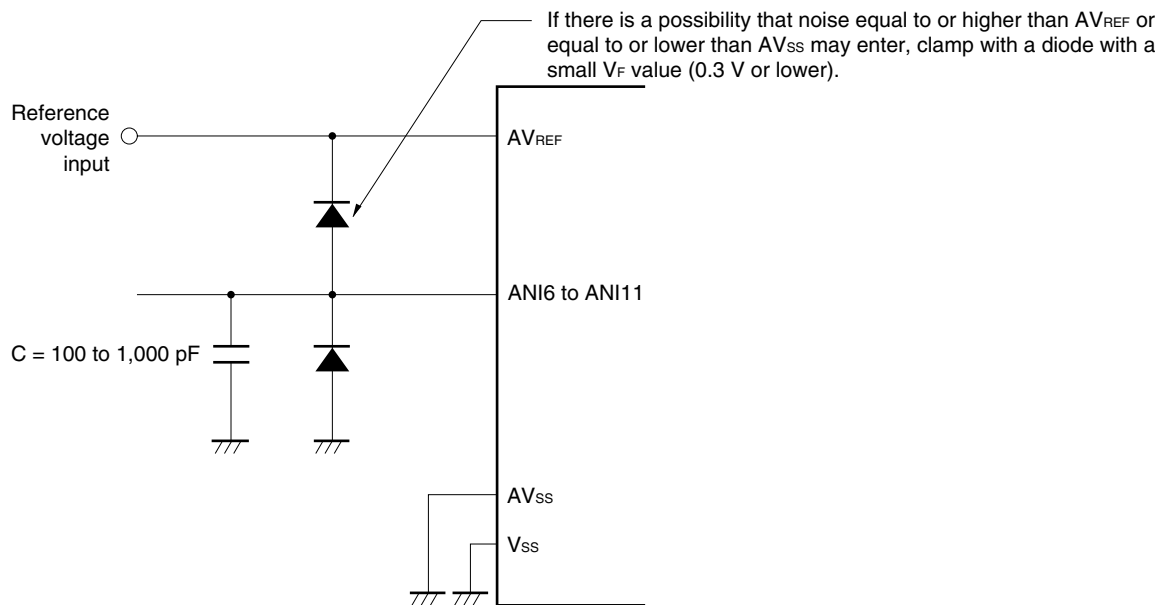 If there is a possibility that noise equal to or higher than AVREF or
equal to or lower than AVSS may enter, clamp with a diode with a
small VF value (0.3 V or lower).
Reference
voltage
input
AVREF
ANI6 to ANI11
C = 100 to 1,000 pF
AVSS
VSS